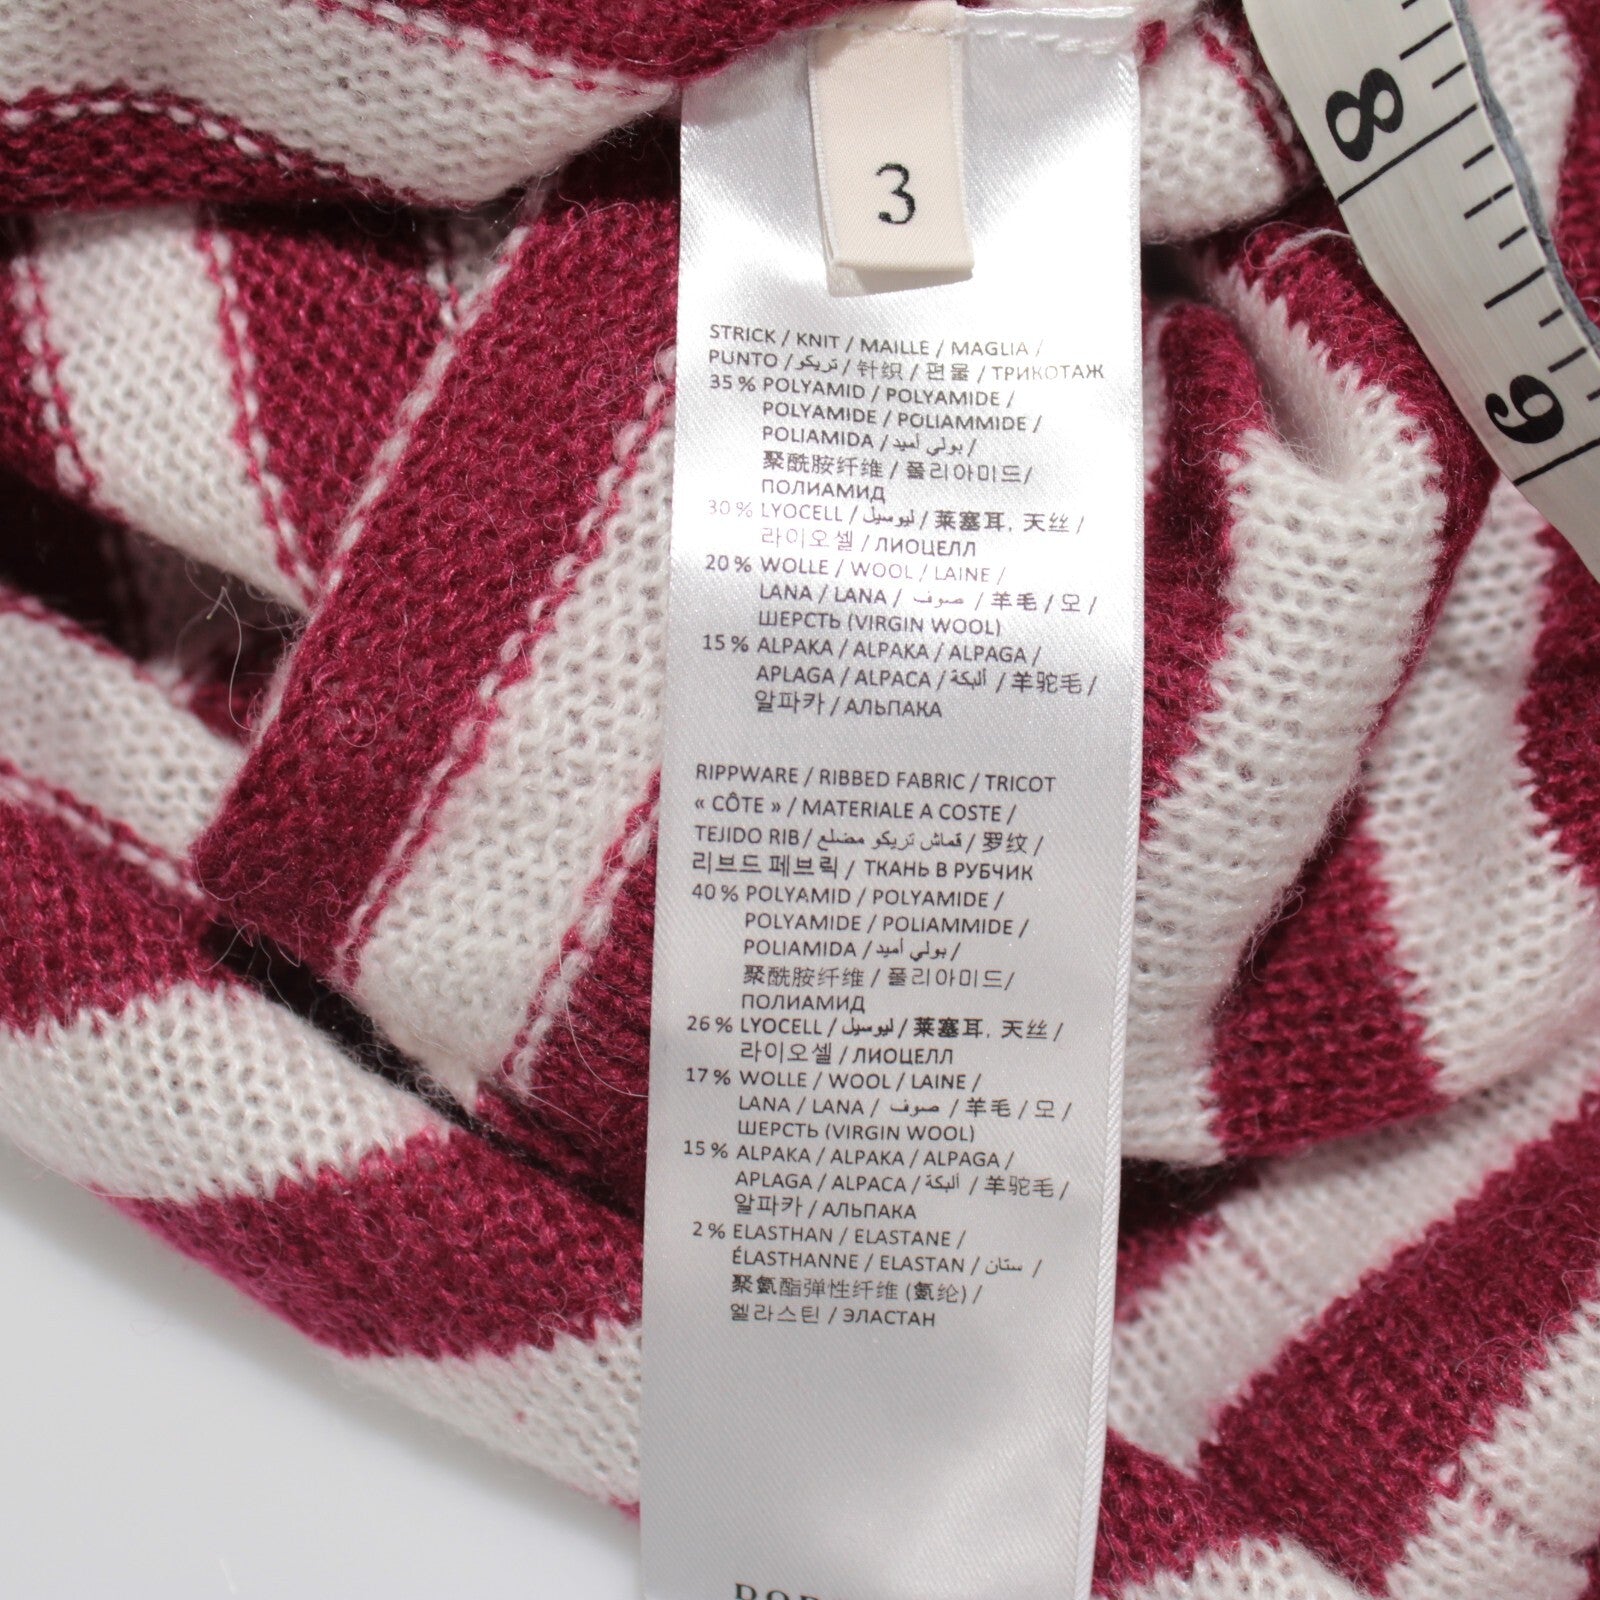 3
STRICK / KNIT / MAILLE / MAGLIA /
PUNTO / تريكو / 针织 / 편물 / ТРИКОТАЖ
35 % POLYAMID / POLYAMIDE /
POLYAMIDE / POLIAMMIDE /
POLIAMIDA / بولي أميد /
聚酰胺纤维 / 폴리아미드/
ПОЛИАМИД
30 % LYOCELL / ليوسيل / 莱塞耳, 天丝 /
라이오셀 / ЛИОЦЕЛЛ
20 % WOLLE / WOOL / LAINE /
LANA / LANA / صوف / 羊毛 / 모 /
ШЕРСТЬ (VIRGIN WOOL)
15 % ALPAKA / ALPAKA / ALPAGA /
APLAGA / ALPACA / ألبكة / 羊驼毛 /
알파카 / АЛЬПАКА
RIPPWARE / RIBBED FABRIC / TRICOT
« CÔTE » / MATERIALE A COSTE /
TEJIDO RIB / قماش تريكو مضلع / 罗纹 /
리브드 페브릭 / ТКАНЬ В РУБЧИК
40 % POLYAMID / POLYAMIDE /
POLYAMIDE / POLIAMMIDE /
POLIAMIDA / بولي أميد /
聚酰胺纤维 / 폴리아미드/
ПОЛИАМИД
26 % LYOCELL / ليوسيل / 莱塞耳, 天丝 /
라이오셀 / ЛИОЦЕЛЛ
17 % WOLLE / WOOL / LAINE /
LANA / LANA / صوف / 羊毛 / 모 /
ШЕРСТЬ (VIRGIN WOOL)
15 % ALPAKA / ALPAKA / ALPAGA /
APLAGA / ALPACA / ألبكة / 羊驼毛 /
알파카 / АЛЬПАКА
2 % ELASTHAN / ELASTANE /
ÉLASTHANNE / ELASTAN / ستان /
聚氨酯弹性纤维 (氨纶) /
엘라스틴 / ЭЛАСТАН
8
9